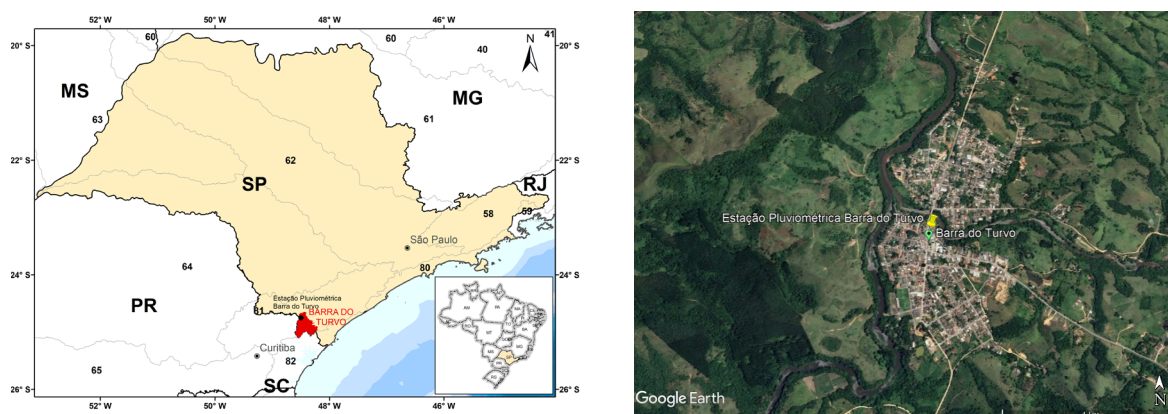 52° W
50° W
48° W
46° W
60
60
40
41
20° S
20° S
N
MS
MG
63
61
22° S
22° S
62
SP
RJ
58
59
São Paulo
80
24° S
24° S
64
Estação Pluviométrica
Barra do Turvo
BARRA DO
TURVO
81
PR
Curitiba
82
65
SC
26° S
26° S
52° W
50° W
48° W
46° W
Estação Pluviométrica Barra do Turvo
Barra do Turvo
Google Earth
N